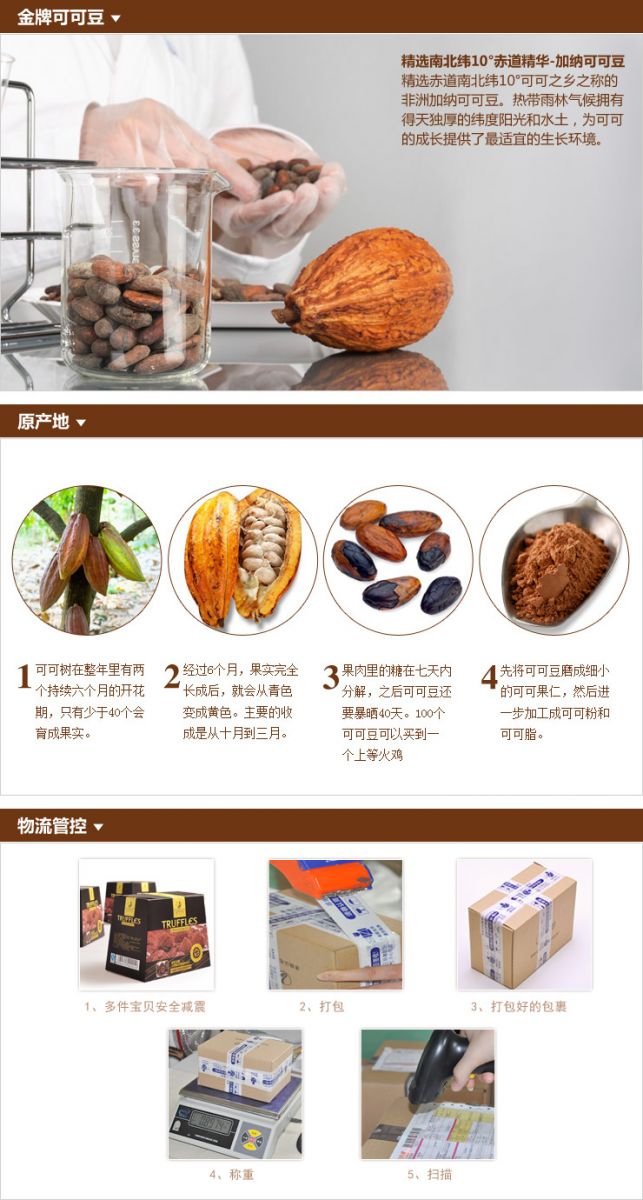 金牌可可豆
精选南北纬10°赤道精华-加纳可可豆
精选赤道南北纬10°可可之乡之称的
非洲加纳可可豆。热带雨林气候拥有
得天独厚的纬度阳光和水土，为可可
的成长提供了最适宜的生长环境。
原产地
1 可可树在整年里有两
个持续六个月的开花
期，只有少于40个会
育成果实。
2 经过6个月，果实完全
长成后，就会从青色
变成黄色。主要的收
成是从十月到三月。
3 果肉里的糖在七天内
分解，之后可可豆还
要暴晒40天。100个
可可豆可以买到一
个上等火鸡
4 先将可可豆磨成细小
的可可果仁，然后进
一步加工成可可粉和
可可脂。
物流管控
TRUFFLES
1、多件宝贝安全减震
2、打包
3、打包好的包裹
4、称重
5、扫描